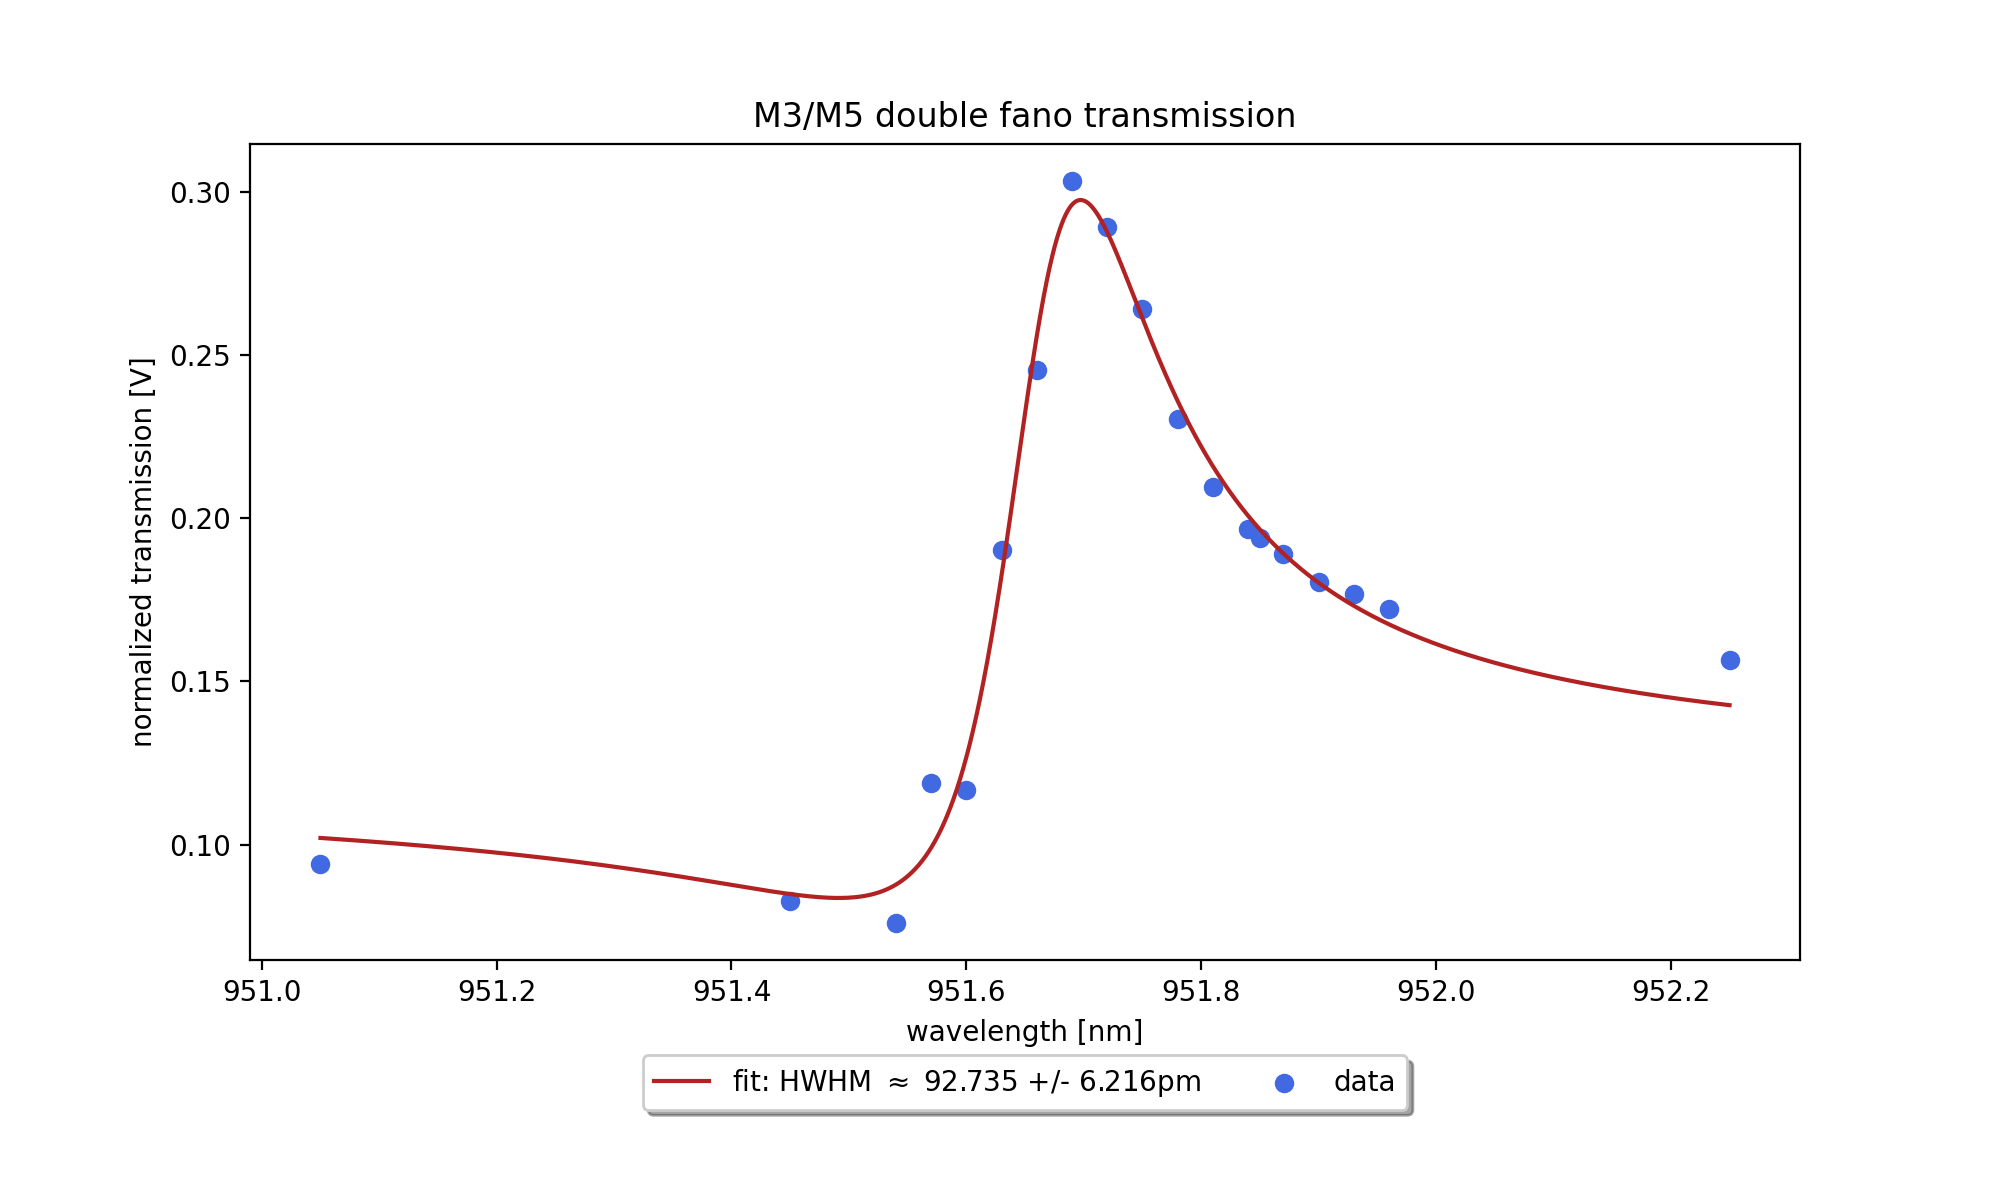 M3/M5 double fano transmission
normalized transmission [V]
0.30
0.25
0.20
0.15
0.10
951.0 951.2 951.4 951.6 951.8 952.0 952.2
wavelength [nm]
fit: HWHM ≈ 92.735 +/- 6.216pm data